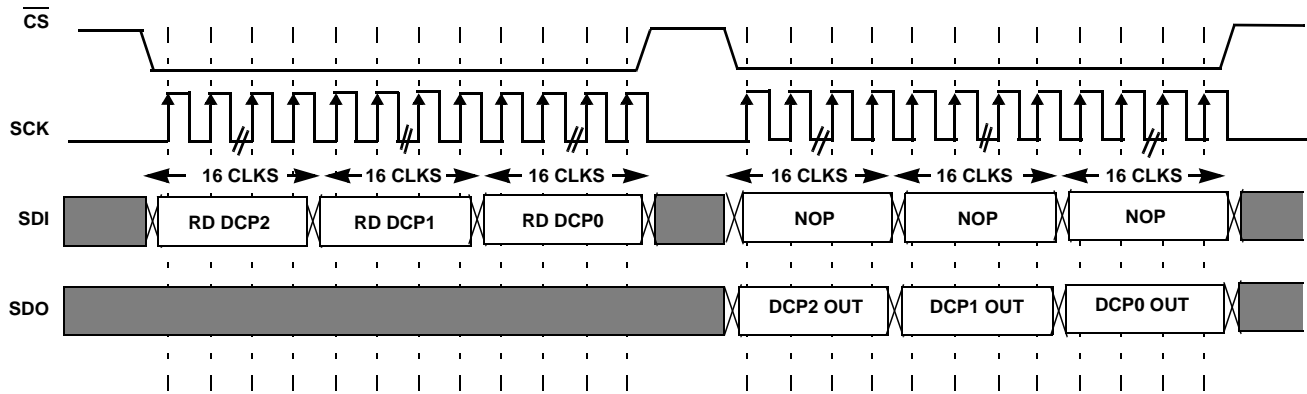 CS
SCK
16 CLKS 16 CLKS 16 CLKS 16 CLKS 16 CLKS 16 CLKS
SDI RD DCP2 RD DCP1 RD DCP0 NOP NOP NOP
SDO DCP2 OUT DCP1 OUT DCP0 OUT